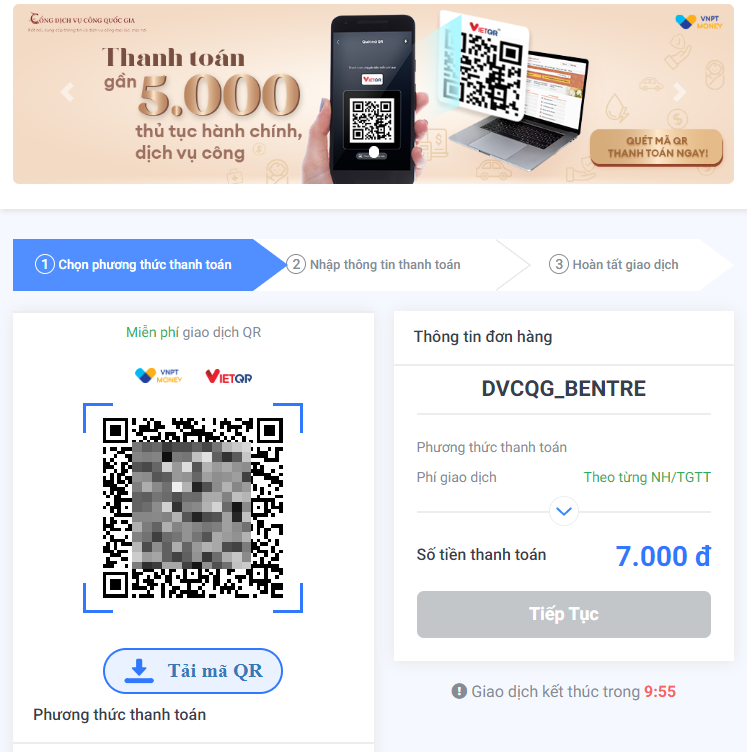 CỔNG DỊCH VỤ CÔNG QUỐC GIA
VNPT
MONEY
Thanh toán
gần 5.000
thủ tục hành chính,
dịch vụ công
VIETQR
VIETQR
QUÉT MÃ QR
THANH TOÁN NGAY!
1 Chọn phương thức thanh toán
2 Nhập thông tin thanh toán
3 Hoàn tất giao dịch
Miễn phí giao dịch QR
VNPT
MONEY
VIETQR
Tải mã QR
Phương thức thanh toán
Thông tin đơn hàng
DVCQG_BENTRE
Phương thức thanh toán
Phí giao dịch Theo từng NH/TGTT
Số tiền thanh toán 7.000 đ
Tiếp Tục
Giao dịch kết thúc trong 9:55